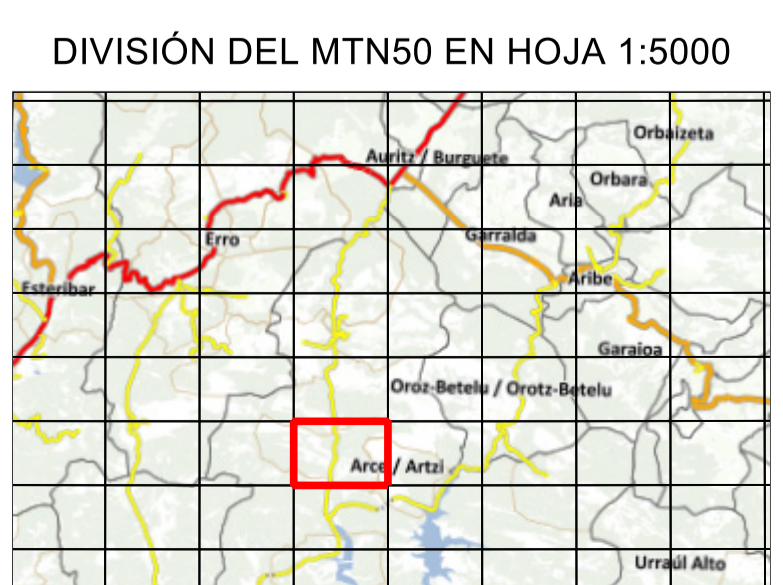 DIVISIÓN DEL MTN50 EN HOJA 1:5000
Orbaizeta
Auritz / Burguete
Orbara
Aria
Garralda
Erro
Aribe
Esteribar
Garaioa
Oroz-Betelu / Orotz-Betelu
Arce / Artzi
Urraúl Alto